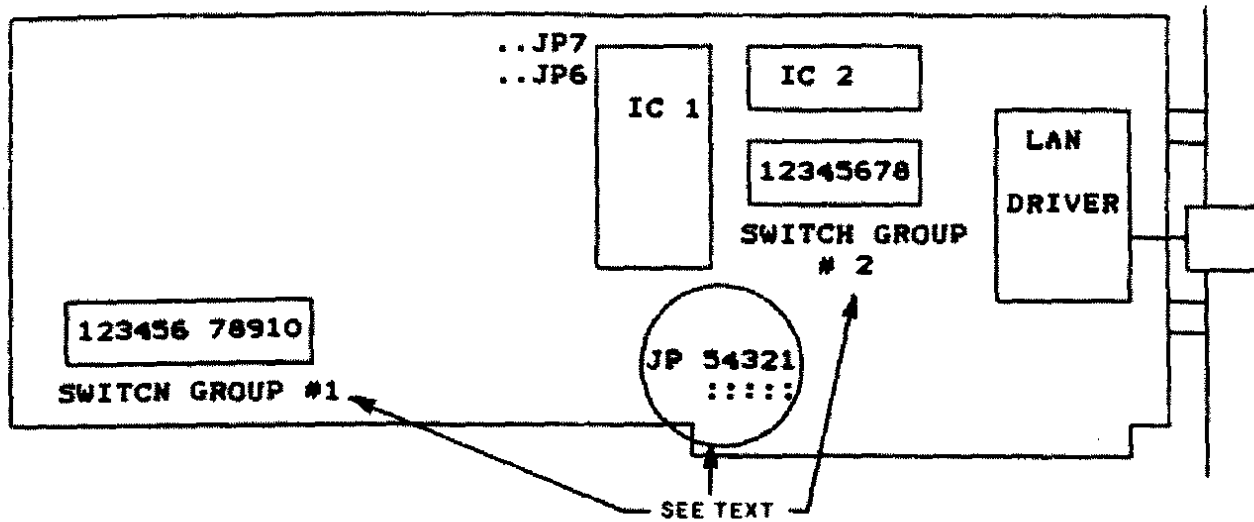 ..JP7
..JP6
IC 1
IC 2
12345678
SWITCH GROUP
# 2
LAN
DRIVER
123456 78910
SWITCN GROUP #1
JP 54321
:::::
SEE TEXT